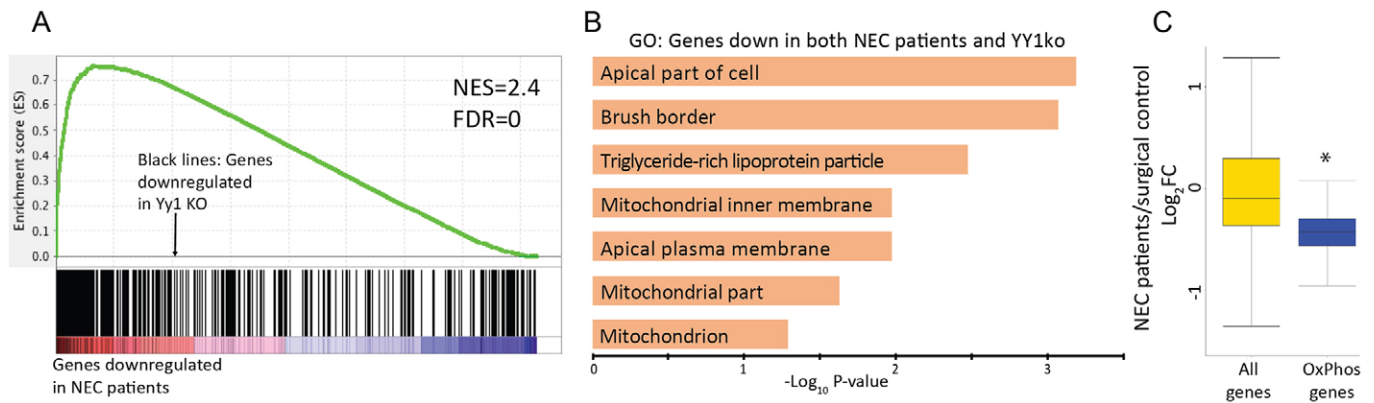 A
Enrichment score (ES)
0.7
0.6
0.5
0.4
0.3
0.2
0.1
0.0
NES=2.4
FDR=0
Black lines: Genes
downregulated
in Yy1 KO
Genes downregulated
in NEC patients
B
GO: Genes down in both NEC patients and YY1ko
Apical part of cell
Brush border
Triglyceride-rich lipoprotein particle
Mitochondrial inner membrane
Apical plasma membrane
Mitochondrial part
Mitochondrion
0 1 2 3
-Log10 P-value
C
NEC patients/surgical control
Log2FC
1
0
-1
*
All
genes
OxPhos
genes